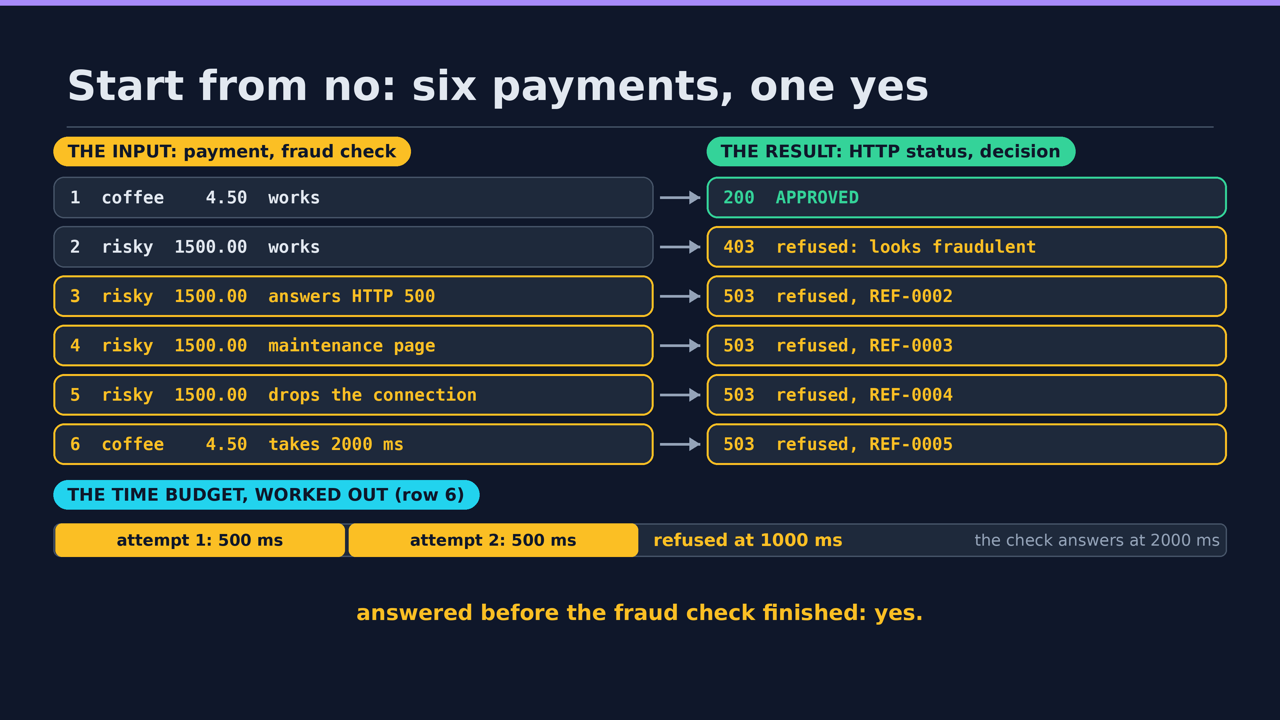 Start from no: six payments, one yes
THE INPUT: payment, fraud check
THE RESULT: HTTP status, decision
1 coffee 4.50 works
200 APPROVED
2 risky 1500.00 works
403 refused: looks fraudulent
3 risky 1500.00 answers HTTP 500
503 refused, REF-0002
4 risky 1500.00 maintenance page
503 refused, REF-0003
5 risky 1500.00 drops the connection
503 refused, REF-0004
6 coffee 4.50 takes 2000 ms
503 refused, REF-0005
THE TIME BUDGET, WORKED OUT (row 6)
attempt 1: 500 ms
attempt 2: 500 ms
refused at 1000 ms
the check answers at 2000 ms
answered before the fraud check finished: yes.